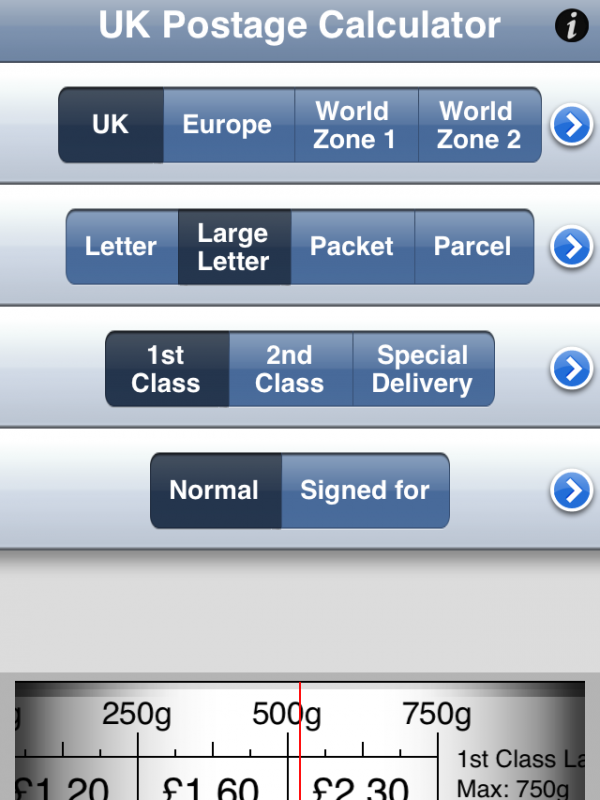 UK Postage Calculator
UK Europe World Zone 1 World Zone 2
Letter Large Letter Packet Parcel
1st Class 2nd Class Special Delivery
Normal Signed for
250g 500g 750g
1st Class La
£1.20 £1.60 £2.30 Max: 750g